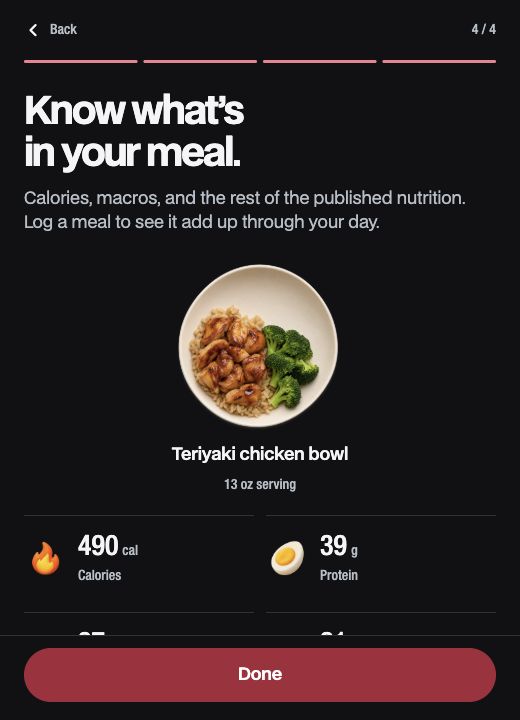 Back
4 / 4
Know what's
in your meal.
Calories, macros, and the rest of the published nutrition.
Log a meal to see it add up through your day.
Teriyaki chicken bowl
13 oz serving
490 cal
Calories
39 g
Protein
Done